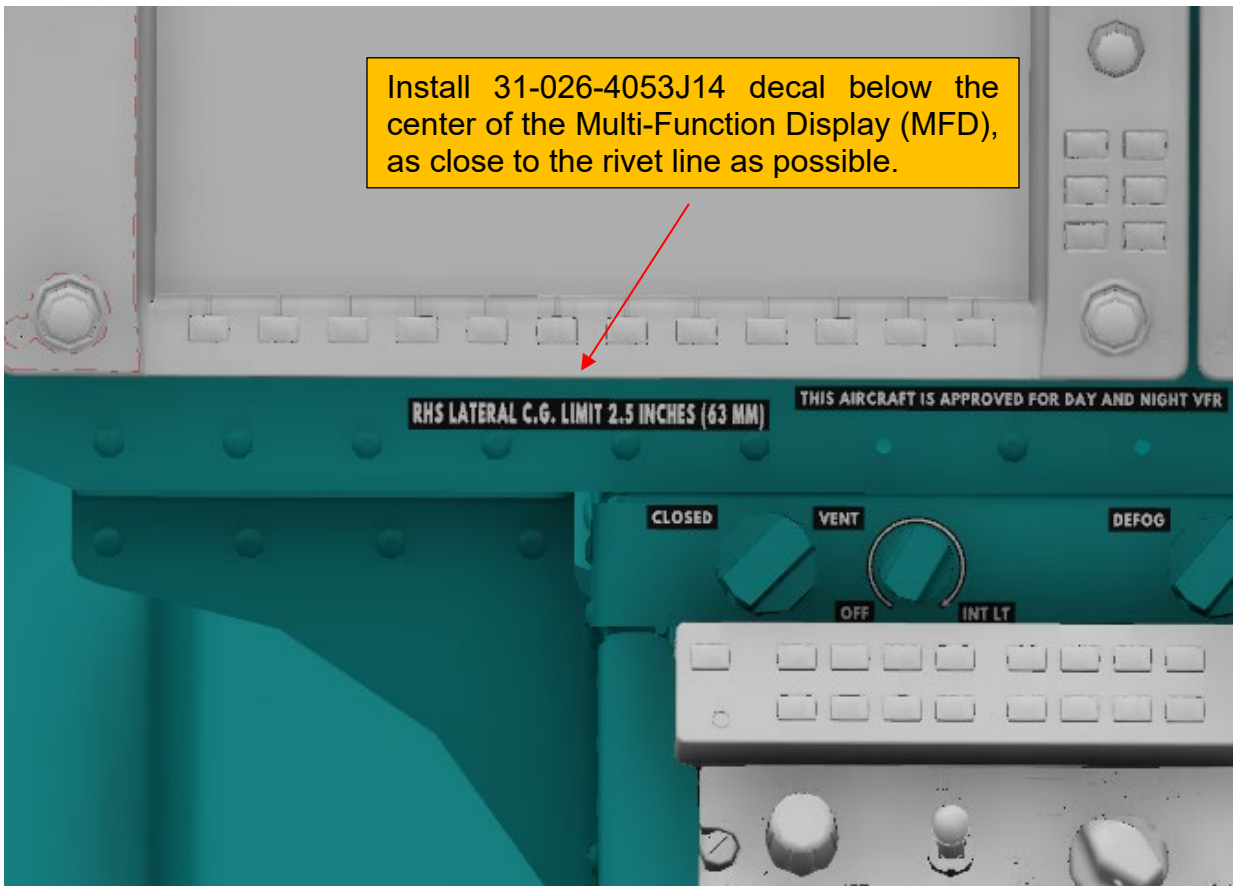 Install 31-026-4053J14 decal below the
center of the Multi-Function Display (MFD),
as close to the rivet line as possible.
RHS LATERAL C.G. LIMIT 2.5 INCHES (63 MM)
THIS AIRCRAFT IS APPROVED FOR DAY AND NIGHT VFR
CLOSED
VENT
DEFOG
OFF
INT LT